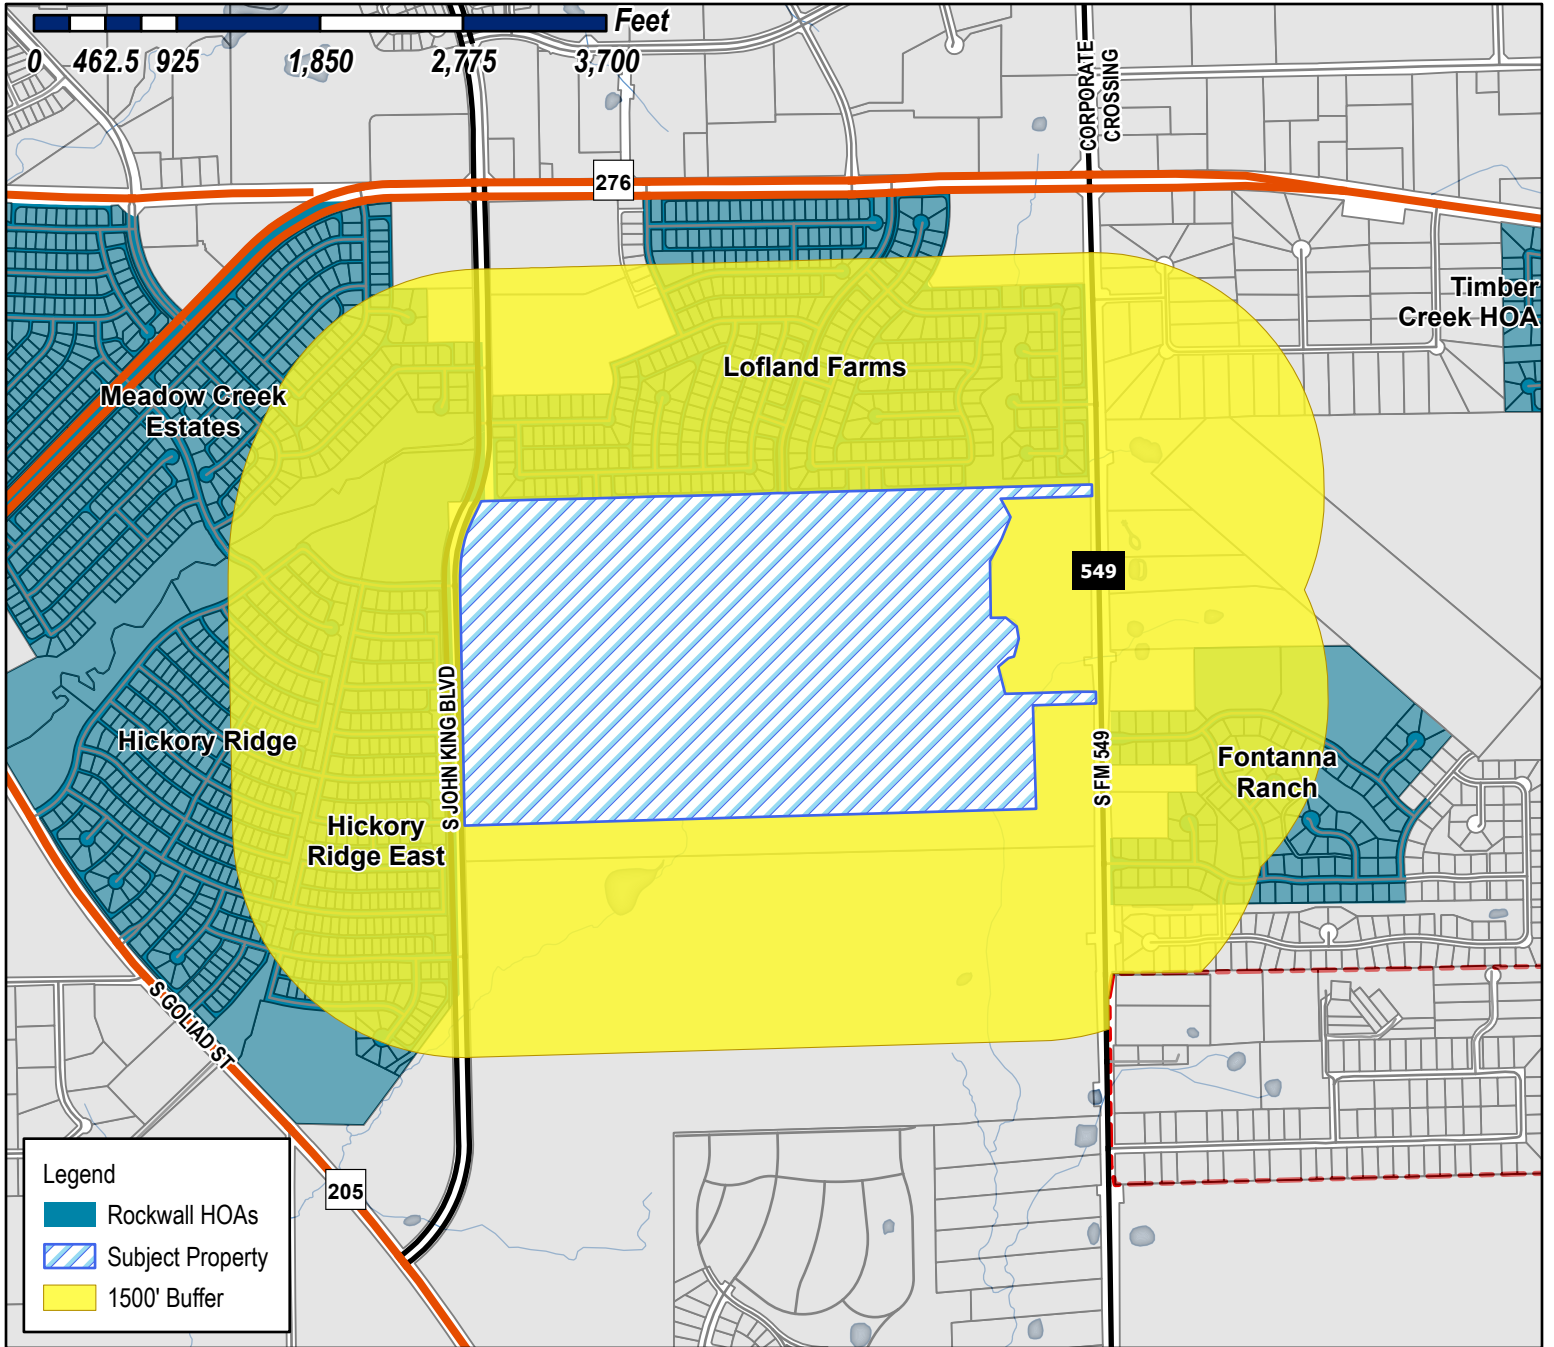 Feet
0 462.5 925 1,850 2,775 3,700
CORPORATE
CROSSING
276
Timber
Creek HOA
Lofland Farms
Meadow Creek
Estates
549
S JOHN KING BLVD
Hickory Ridge
S FM 549
Fontanna
Ranch
Hickory
Ridge East
S GOLIAD ST
205
Legend
Rockwall HOAs
Subject Property
1500' Buffer